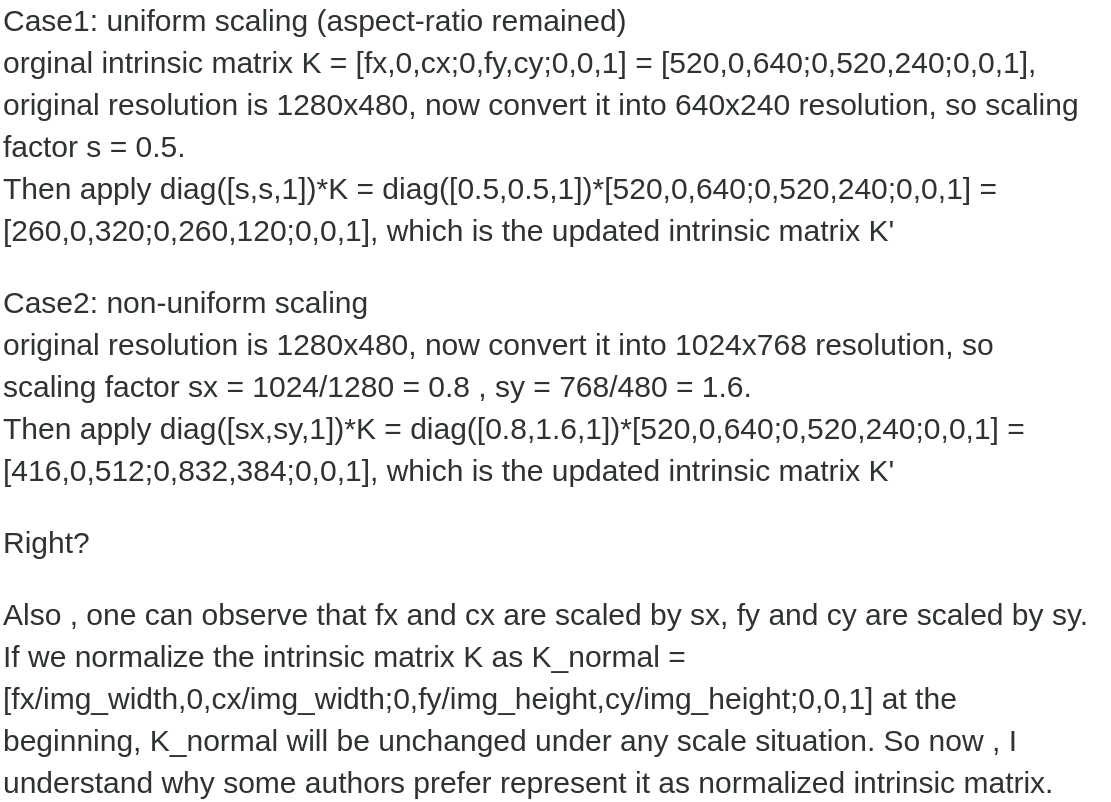 Case1: uniform scaling (aspect-ratio remained)
orginal intrinsic matrix K = [fx,0,cx;0,fy,cy;0,0,1] = [520,0,640;0,520,240;0,0,1],
original resolution is 1280x480, now convert it into 640x240 resolution, so scaling
factor s = 0.5.
Then apply diag([s,s,1])*K = diag([0.5,0.5,1])*[520,0,640;0,520,240;0,0,1] =
[260,0,320;0,260,120;0,0,1], which is the updated intrinsic matrix K'
Case2: non-uniform scaling
original resolution is 1280x480, now convert it into 1024x768 resolution, so
scaling factor sx = 1024/1280 = 0.8 , sy = 768/480 = 1.6.
Then apply diag([sx,sy,1])*K = diag([0.8,1.6,1])*[520,0,640;0,520,240;0,0,1] =
[416,0,512;0,832,384;0,0,1], which is the updated intrinsic matrix K'
Right?
Also , one can observe that fx and cx are scaled by sx, fy and cy are scaled by sy.
If we normalize the intrinsic matrix K as K_normal =
[fx/img_width,0,cx/img_width;0,fy/img_height,cy/img_height;0,0,1] at the
beginning, K_normal will be unchanged under any scale situation. So now , I
understand why some authors prefer represent it as normalized intrinsic matrix.